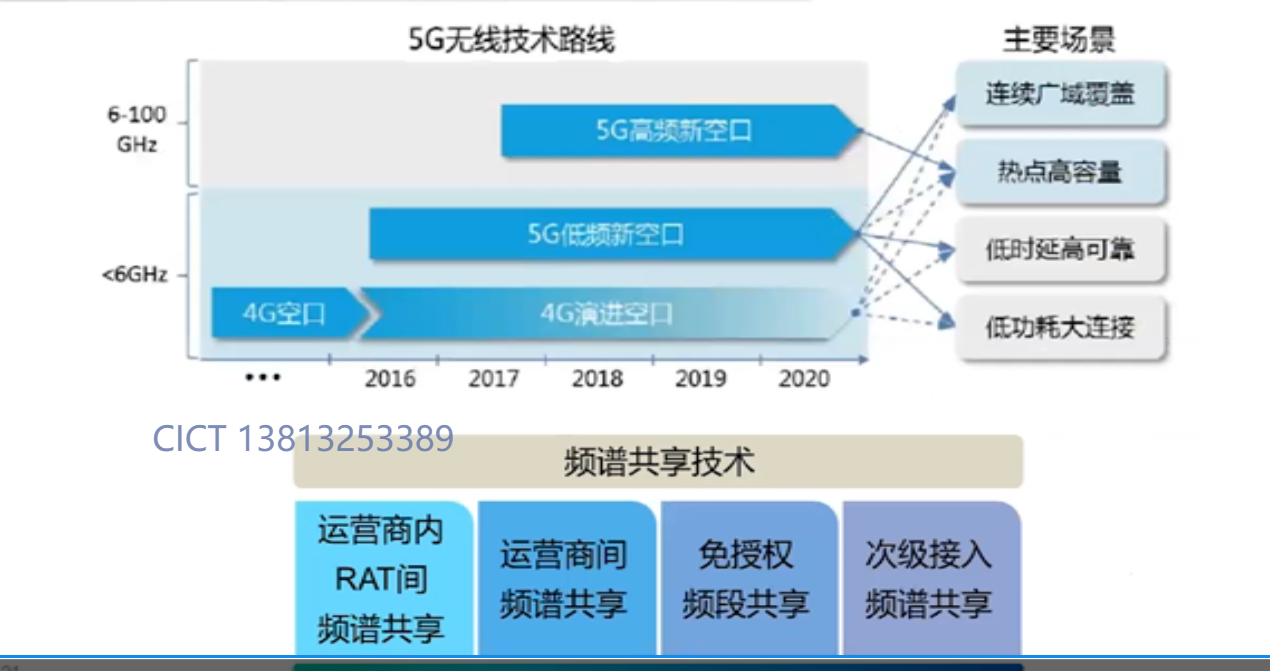 5G无线技术路线
主要场景
6-100
GHz
5G高频新空口
连续广域覆盖
热点高容量
5G低频新空口
<6GHz
低时延高可靠
4G空口
4G演进空口
低功耗大连接
•••
2016
2017
2018
2019
2020
CICT 13813253389
频谱共享技术
运营商内
RAT间
频谱共享
运营商间
频谱共享
免授权
频段共享
次级接入
频谱共享